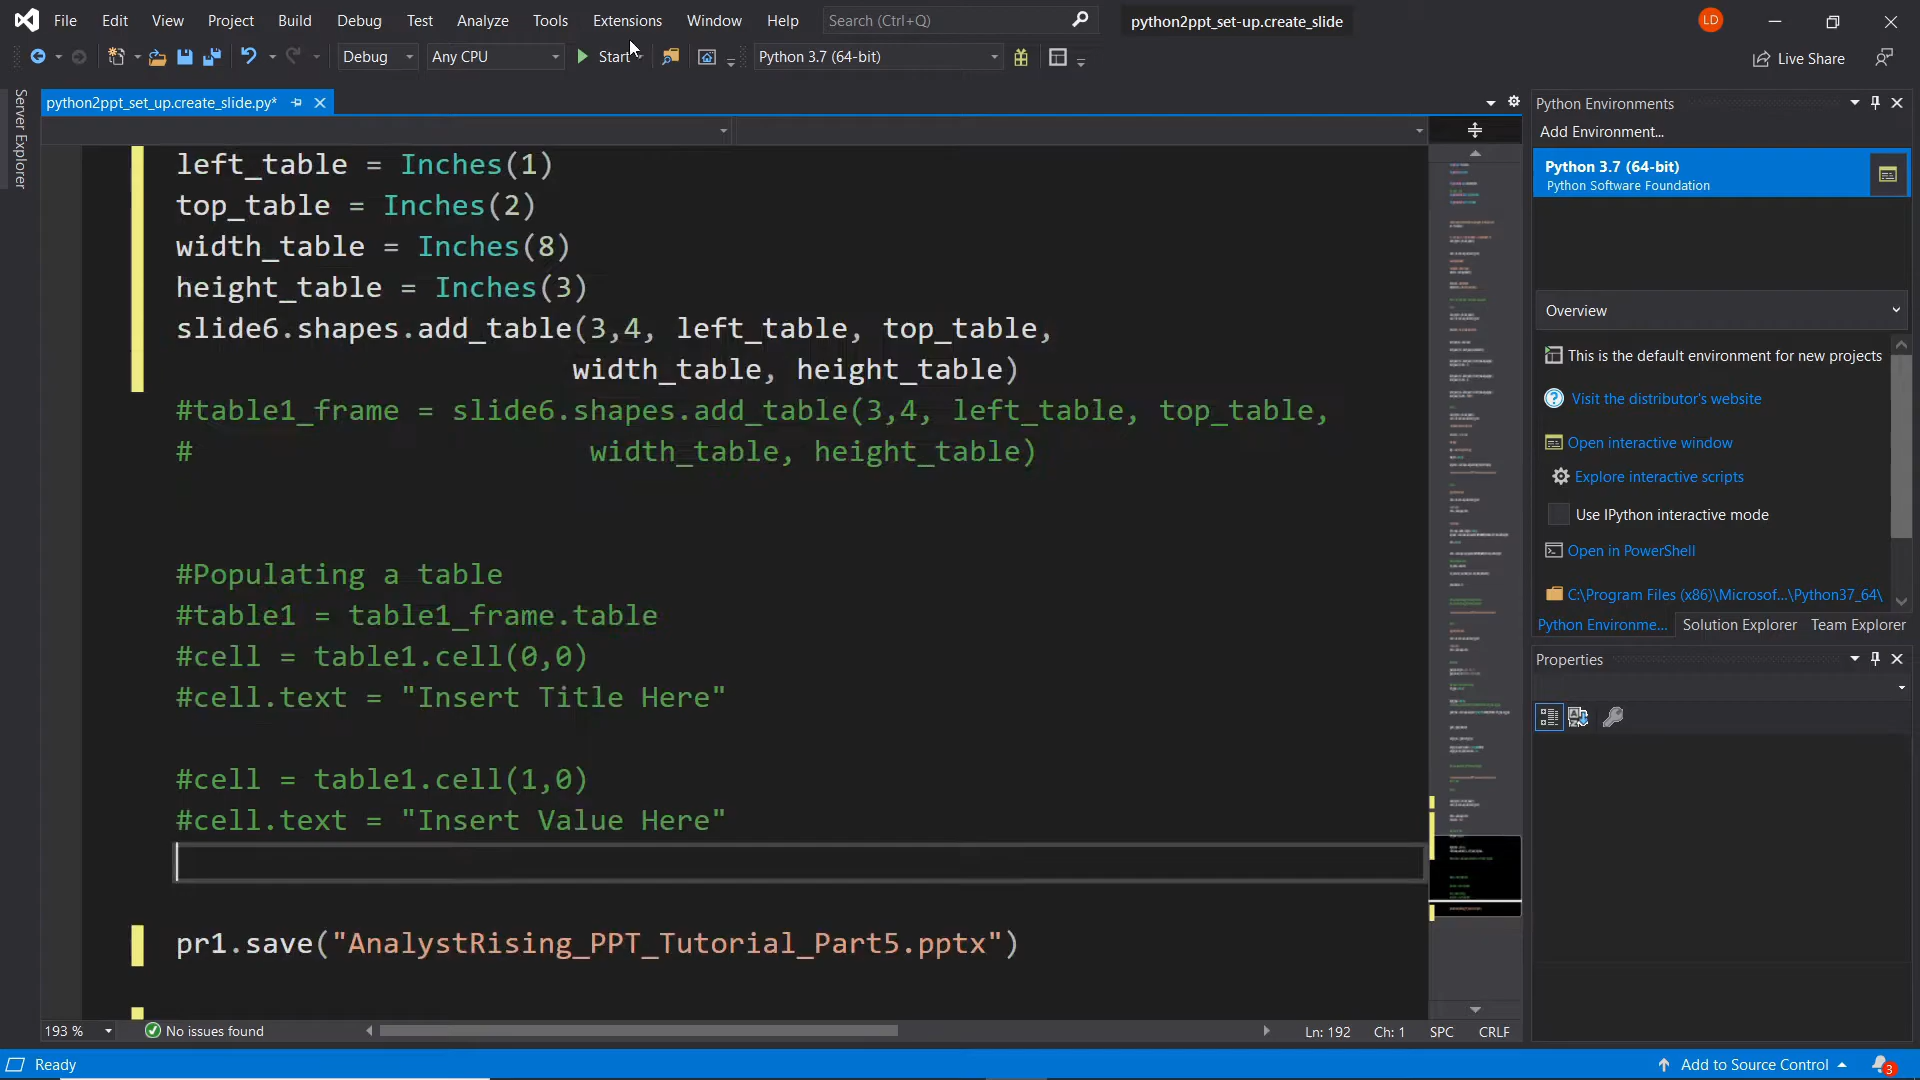 File Edit View Project Build Debug Test Analyze Tools Extensions Window Help Search (Ctrl+Q) python2ppt_set-up.create_slide LD
Debug Any CPU Start Python 3.7 (64-bit) Live Share
Server Explorer
python2ppt_set_up.create_slide.py*
left_table = Inches(1)
top_table = Inches(2)
width_table = Inches(8)
height_table = Inches(3)
slide6.shapes.add_table(3,4, left_table, top_table,
width_table, height_table)
#table1_frame = slide6.shapes.add_table(3,4, left_table, top_table,
# width_table, height_table)
#Populating a table
#table1 = table1_frame.table
#cell = table1.cell(0,0)
#cell.text = "Insert Title Here"
#cell = table1.cell(1,0)
#cell.text = "Insert Value Here"
pr1.save("AnalystRising_PPT_Tutorial_Part5.pptx")
193 % No issues found Ln: 192 Ch: 1 SPC CRLF
Python Environments
Add Environment...
Python 3.7 (64-bit)
Python Software Foundation
Overview
This is the default environment for new projects
Visit the distributor's website
Open interactive window
Explore interactive scripts
Use IPython interactive mode
Open in PowerShell
C:\Program Files (x86)\Microsof...\Python37_64\
Python Environme... Solution Explorer Team Explorer
Properties
Ready Add to Source Control 3